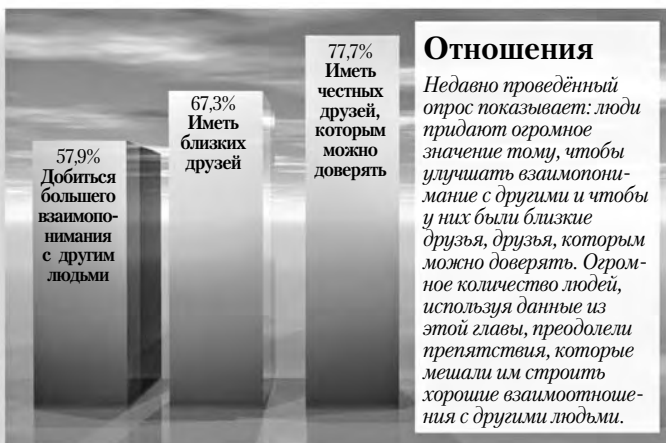 57,9%
Добиться
большего
взаимопо-
нимания
с другим
людьми
67,3%
Иметь
близких
друзей
77,7%
Иметь
честных
друзей,
которым
можно
доверять
Отношения
Недавно проведённый
опрос показывает: люди
придают огромное
значение тому, чтобы
улучшать взаимопони-
мание с другими и чтобы
у них были близкие
друзья, друзья, которым
можно доверять. Огром-
ное количество людей,
используя данные из
этой главы, преодолели
препятствия, которые
мешали им строить
хорошие взаимоотноше-
ния с другими людьми.